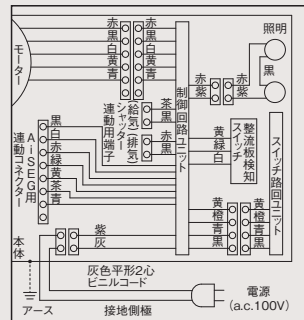 モーター
赤 赤
黒 黒
白 白
黄 黄
青 青
照明
黒
赤 赤
紫 紫
制御回路ユニット
シャッター連動用端子
(給気)
(排気)
茶
黒
赤
黒
AiSEG用連動コネクター
黒
白
赤
緑
黄
茶
青
黄
緑
白
整流板検知スイッチ
黄 黄
橙 橙
青 青
黒 黒
スイッチ路回ユニット
本体
紫
灰
灰色平形2心
ビニルコード
アース
接地側極
電源
(a.c.100V)